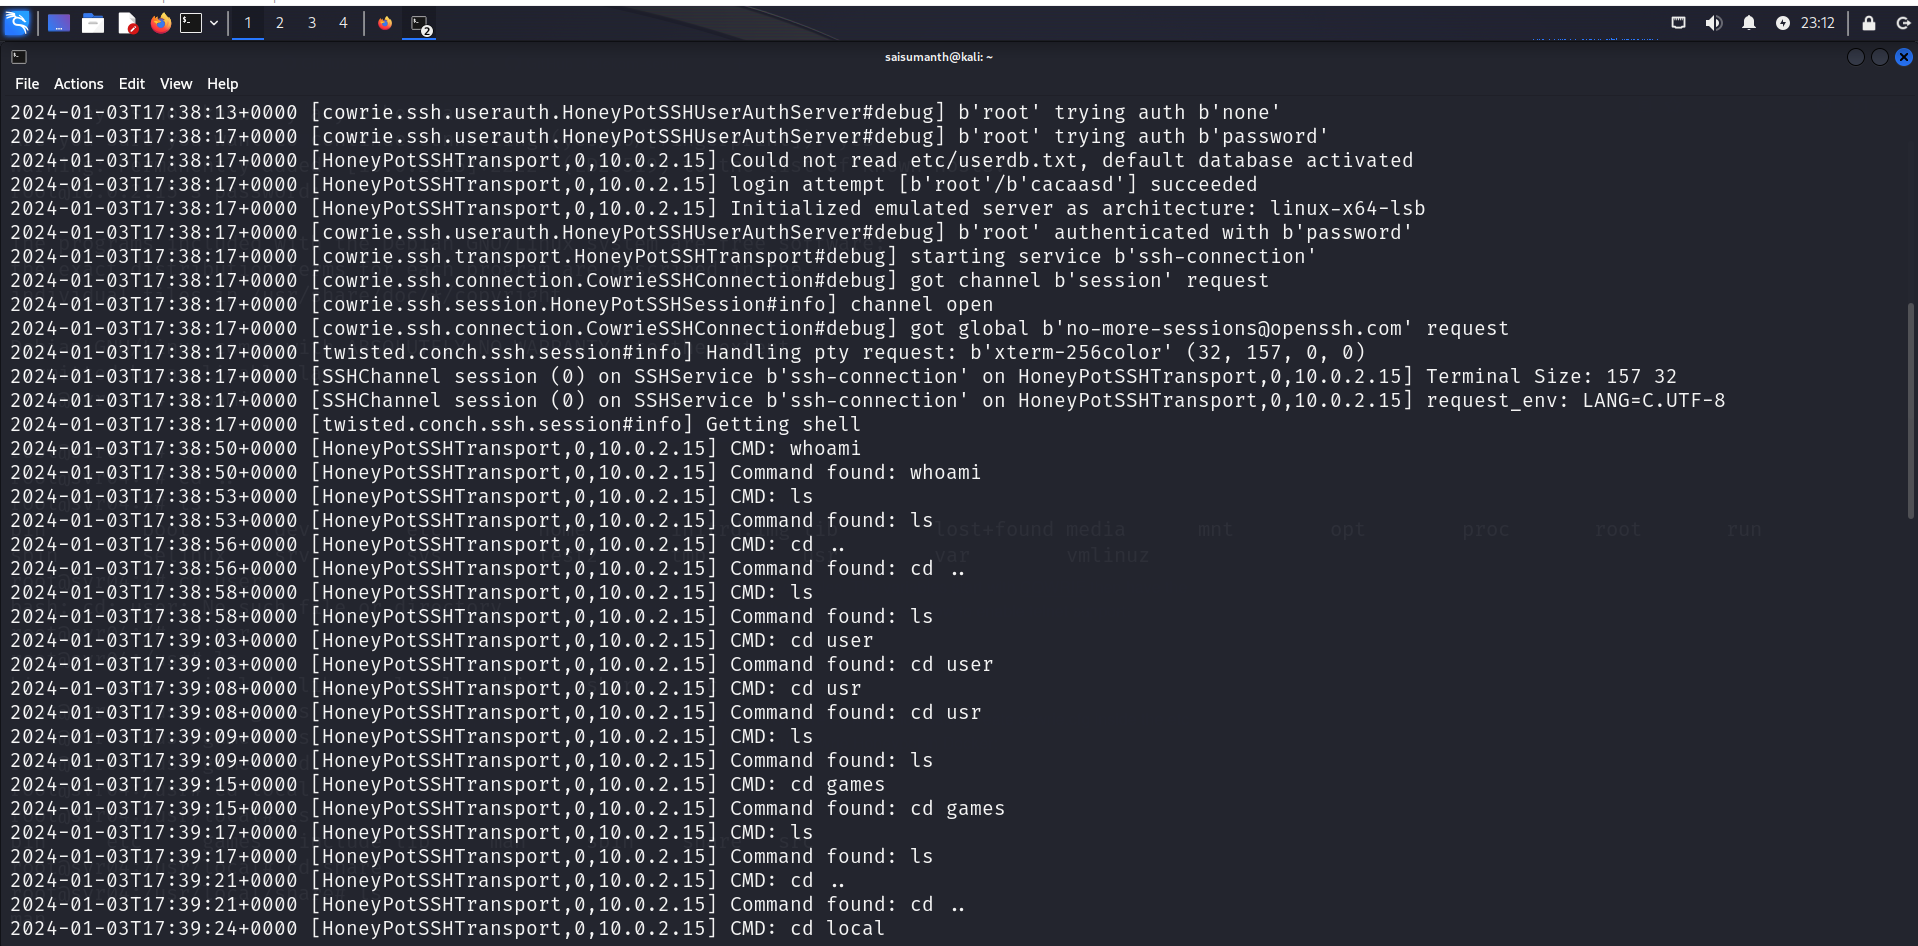 1 2 3 4 2 23:12
saisumanth@kali: ~
File Actions Edit View Help
2024-01-03T17:38:13+0000 [cowrie.ssh.userauth.HoneyPotSSHUserAuthServer#debug] b'root' trying auth b'none'
2024-01-03T17:38:17+0000 [cowrie.ssh.userauth.HoneyPotSSHUserAuthServer#debug] b'root' trying auth b'password'
2024-01-03T17:38:17+0000 [HoneyPotSSHTransport,0,10.0.2.15] Could not read etc/userdb.txt, default database activated
2024-01-03T17:38:17+0000 [HoneyPotSSHTransport,0,10.0.2.15] login attempt [b'root'/b'cacaasd'] succeeded
2024-01-03T17:38:17+0000 [HoneyPotSSHTransport,0,10.0.2.15] Initialized emulated server as architecture: linux-x64-lsb
2024-01-03T17:38:17+0000 [cowrie.ssh.userauth.HoneyPotSSHUserAuthServer#debug] b'root' authenticated with b'password'
2024-01-03T17:38:17+0000 [cowrie.ssh.transport.HoneyPotSSHTransport#debug] starting service b'ssh-connection'
2024-01-03T17:38:17+0000 [cowrie.ssh.connection.CowrieSSHConnection#debug] got channel b'session' request
2024-01-03T17:38:17+0000 [cowrie.ssh.session.HoneyPotSSHSession#info] channel open
2024-01-03T17:38:17+0000 [cowrie.ssh.connection.CowrieSSHConnection#debug] got global b'no-more-sessions@openssh.com' request
2024-01-03T17:38:17+0000 [twisted.conch.ssh.session#info] Handling pty request: b'xterm-256color' (32, 157, 0, 0)
2024-01-03T17:38:17+0000 [SSHChannel session (0) on SSHService b'ssh-connection' on HoneyPotSSHTransport,0,10.0.2.15] Terminal Size: 157 32
2024-01-03T17:38:17+0000 [SSHChannel session (0) on SSHService b'ssh-connection' on HoneyPotSSHTransport,0,10.0.2.15] request_env: LANG=C.UTF-8
2024-01-03T17:38:17+0000 [twisted.conch.ssh.session#info] Getting shell
2024-01-03T17:38:50+0000 [HoneyPotSSHTransport,0,10.0.2.15] CMD: whoami
2024-01-03T17:38:50+0000 [HoneyPotSSHTransport,0,10.0.2.15] Command found: whoami
2024-01-03T17:38:53+0000 [HoneyPotSSHTransport,0,10.0.2.15] CMD: ls
2024-01-03T17:38:53+0000 [HoneyPotSSHTransport,0,10.0.2.15] Command found: ls lost+found media mnt opt proc root run
2024-01-03T17:38:56+0000 [HoneyPotSSHTransport,0,10.0.2.15] CMD: cd .. var vmlinuz
2024-01-03T17:38:56+0000 [HoneyPotSSHTransport,0,10.0.2.15] Command found: cd ..
2024-01-03T17:38:58+0000 [HoneyPotSSHTransport,0,10.0.2.15] CMD: ls
2024-01-03T17:38:58+0000 [HoneyPotSSHTransport,0,10.0.2.15] Command found: ls
2024-01-03T17:39:03+0000 [HoneyPotSSHTransport,0,10.0.2.15] CMD: cd user
2024-01-03T17:39:03+0000 [HoneyPotSSHTransport,0,10.0.2.15] Command found: cd user
2024-01-03T17:39:08+0000 [HoneyPotSSHTransport,0,10.0.2.15] CMD: cd usr
2024-01-03T17:39:08+0000 [HoneyPotSSHTransport,0,10.0.2.15] Command found: cd usr
2024-01-03T17:39:09+0000 [HoneyPotSSHTransport,0,10.0.2.15] CMD: ls
2024-01-03T17:39:09+0000 [HoneyPotSSHTransport,0,10.0.2.15] Command found: ls
2024-01-03T17:39:15+0000 [HoneyPotSSHTransport,0,10.0.2.15] CMD: cd games
2024-01-03T17:39:15+0000 [HoneyPotSSHTransport,0,10.0.2.15] Command found: cd games
2024-01-03T17:39:17+0000 [HoneyPotSSHTransport,0,10.0.2.15] CMD: ls
2024-01-03T17:39:17+0000 [HoneyPotSSHTransport,0,10.0.2.15] Command found: ls
2024-01-03T17:39:21+0000 [HoneyPotSSHTransport,0,10.0.2.15] CMD: cd ..
2024-01-03T17:39:21+0000 [HoneyPotSSHTransport,0,10.0.2.15] Command found: cd ..
2024-01-03T17:39:24+0000 [HoneyPotSSHTransport,0,10.0.2.15] CMD: cd local